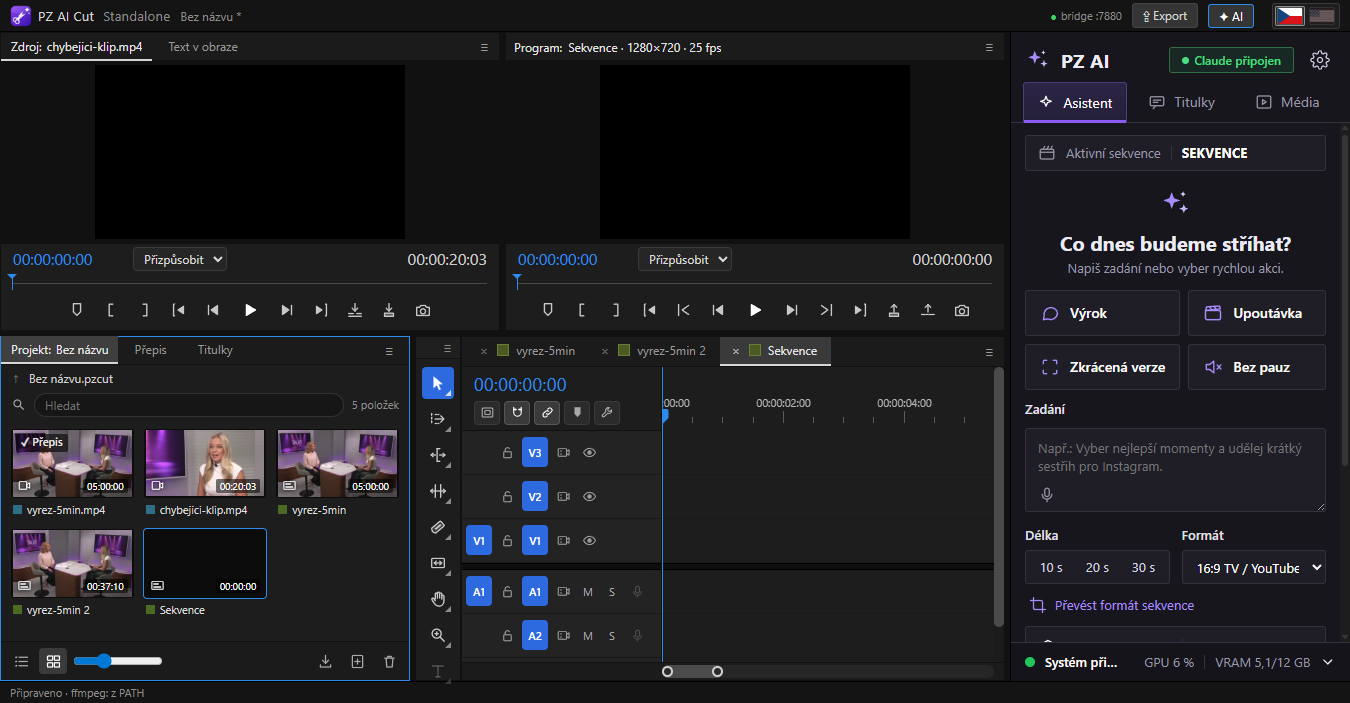 PZ AI Cut Standalone Bez názvu *
bridge :7880
Export
AI
Zdroj: chybejici-klip.mp4
Text v obraze
Program: Sekvence · 1280×720 · 25 fps
00:00:00:00
Přizpůsobit
00:00:20:03
00:00:00:00
Přizpůsobit
00:00:00:00
Projekt: Bez názvu
Přepis
Titulky
Bez názvu.pzcut
Hledat
5 položek
✓ Přepis
05:00:00
vyrez-5min.mp4
00:20:03
chybejici-klip.mp4
05:00:00
vyrez-5min
00:37:10
vyrez-5min 2
00:00:00
Sekvence
vyrez-5min
vyrez-5min 2
Sekvence
00:00:00:00
00:00
00:00:02:00
00:00:04:00
V3
V2
V1 V1
A1 A1 M S
A2 M S
T
PZ AI
Claude připojen
Asistent
Titulky
Média
Aktivní sekvence
SEKVENCE
Co dnes budeme stříhat?
Napiš zadání nebo vyber rychlou akci.
Výrok
Upoutávka
Zkrácená verze
Bez pauz
Zadání
Např.: Vyber nejlepší momenty a udělej krátký
sestřih pro Instagram.
Délka
Formát
10 s 20 s 30 s
16:9 TV / YouTube
Převést formát sekvence
Systém při...
GPU 6 %
VRAM 5,1/12 GB
Připraveno · ffmpeg: z PATH